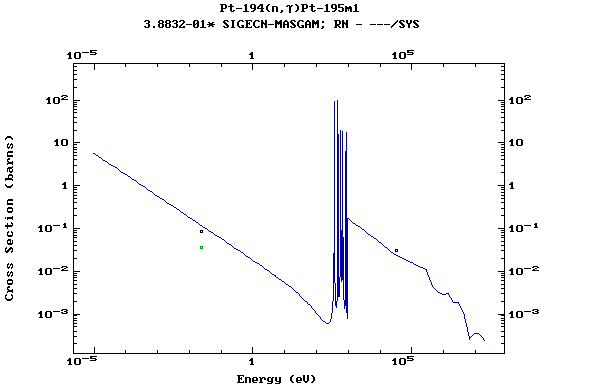 Pt-194(n,γ)Pt-195m1
3.8832-01* SIGECN-MASGAM; RN - ---/SYS
10⁻⁵ 1 10⁵
10² 10²
10 10
1 1
10⁻¹ 10⁻¹
10⁻² 10⁻²
10⁻³ 10⁻³
Cross Section (barns)
10⁻⁵ 1 10⁵
Energy (eV)